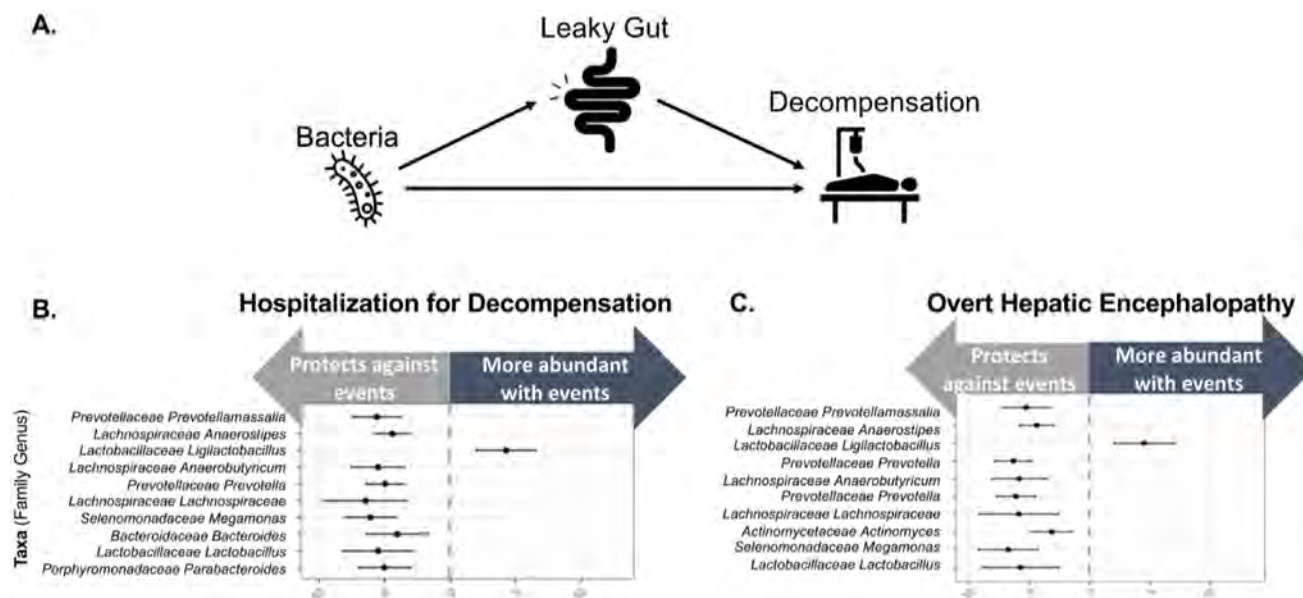 A.
Leaky Gut
Decompensation
Bacteria
B.
Hospitalization for Decompensation
Protects against
events
More abundant
with events
Taxa (Family Genus)
Prevotellaceae Prevotellamassalia
Lachnospiraceae Anaerostipes
Lactobacillaceae Ligilactobacillus
Lachnospiraceae Anaerobutyricum
Prevotellaceae Prevotella
Lachnospiraceae Lachnospiraceae
Selenomonadaceae Megamonas
Bacteroidaceae Bacteroides
Lactobacillaceae Lactobacillus
Porphyromonadaceae Parabacteroides
C.
Overt Hepatic Encephalopathy
Protects
against events
More abundant
with events
Prevotellaceae Prevotellamassalia
Lachnospiraceae Anaerostipes
Lactobacillaceae Ligilactobacillus
Prevotellaceae Prevotella
Lachnospiraceae Anaerobutyricum
Prevotellaceae Prevotella
Lachnospiraceae Lachnospiraceae
Actinomycetaceae Actinomyces
Selenomonadaceae Megamonas
Lactobacillaceae Lactobacillus